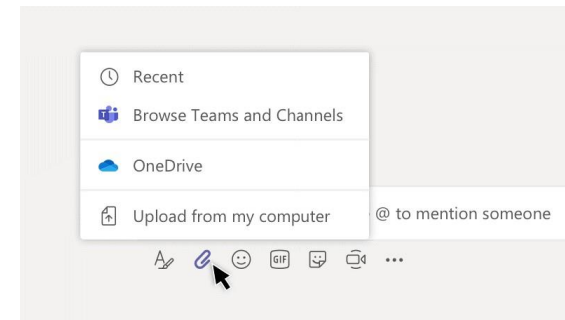 Recent
Browse Teams and Channels
OneDrive
Upload from my computer
@ to mention someone
GIF